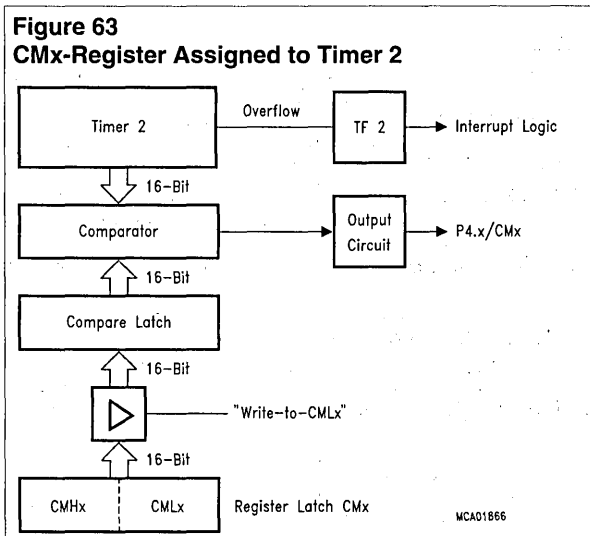 Figure 63
CMx-Register Assigned to Timer 2
Timer 2
Overflow
TF 2
Interrupt Logic
16-Bit
Comparator
Output
Circuit
P4.x/CMx
16-Bit
Compare Latch
16-Bit
"Write-to-CMLx"
16-Bit
CMHx
CMLx
Register Latch CMx
MCA01866